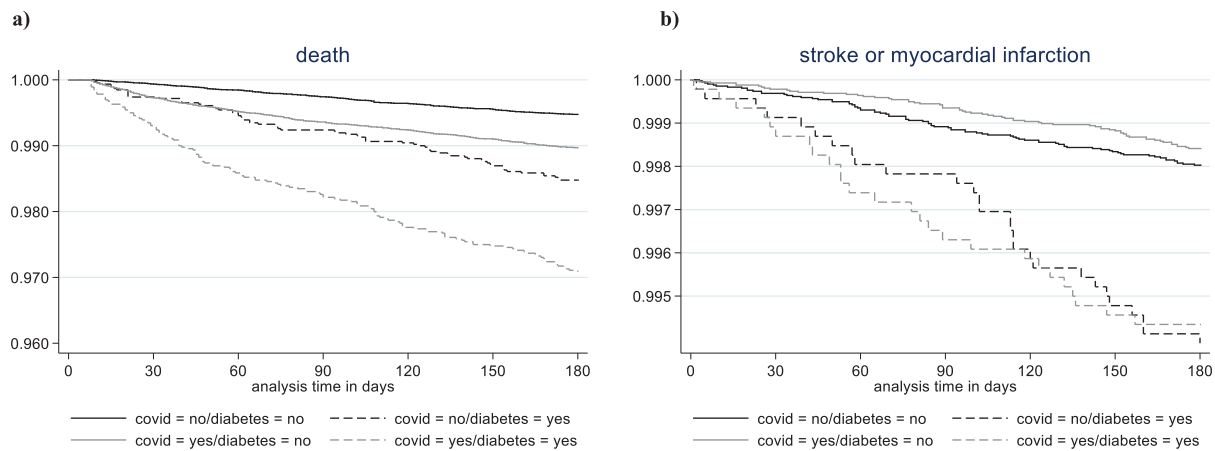 a)
death
1.000
0.990
0.980
0.970
0.960
0 30 60 90 120 150 180
analysis time in days
covid = no/diabetes = no covid = no/diabetes = yes
covid = yes/diabetes = no covid = yes/diabetes = yes
b)
stroke or myocardial infarction
1.000
0.999
0.998
0.997
0.996
0.995
0 30 60 90 120 150 180
analysis time in days
covid = no/diabetes = no covid = no/diabetes = yes
covid = yes/diabetes = no covid = yes/diabetes = yes